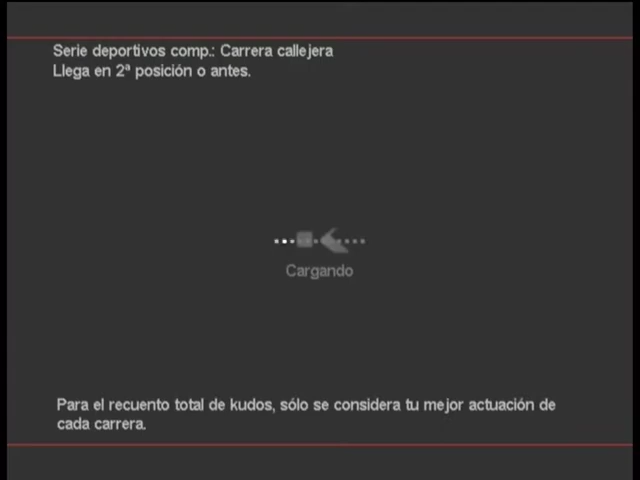 Serie deportivos comp.: Carrera callejera
Llega en 2ª posición o antes.
Cargando
Para el recuento total de kudos, sólo se considera tu mejor actuación de
cada carrera.